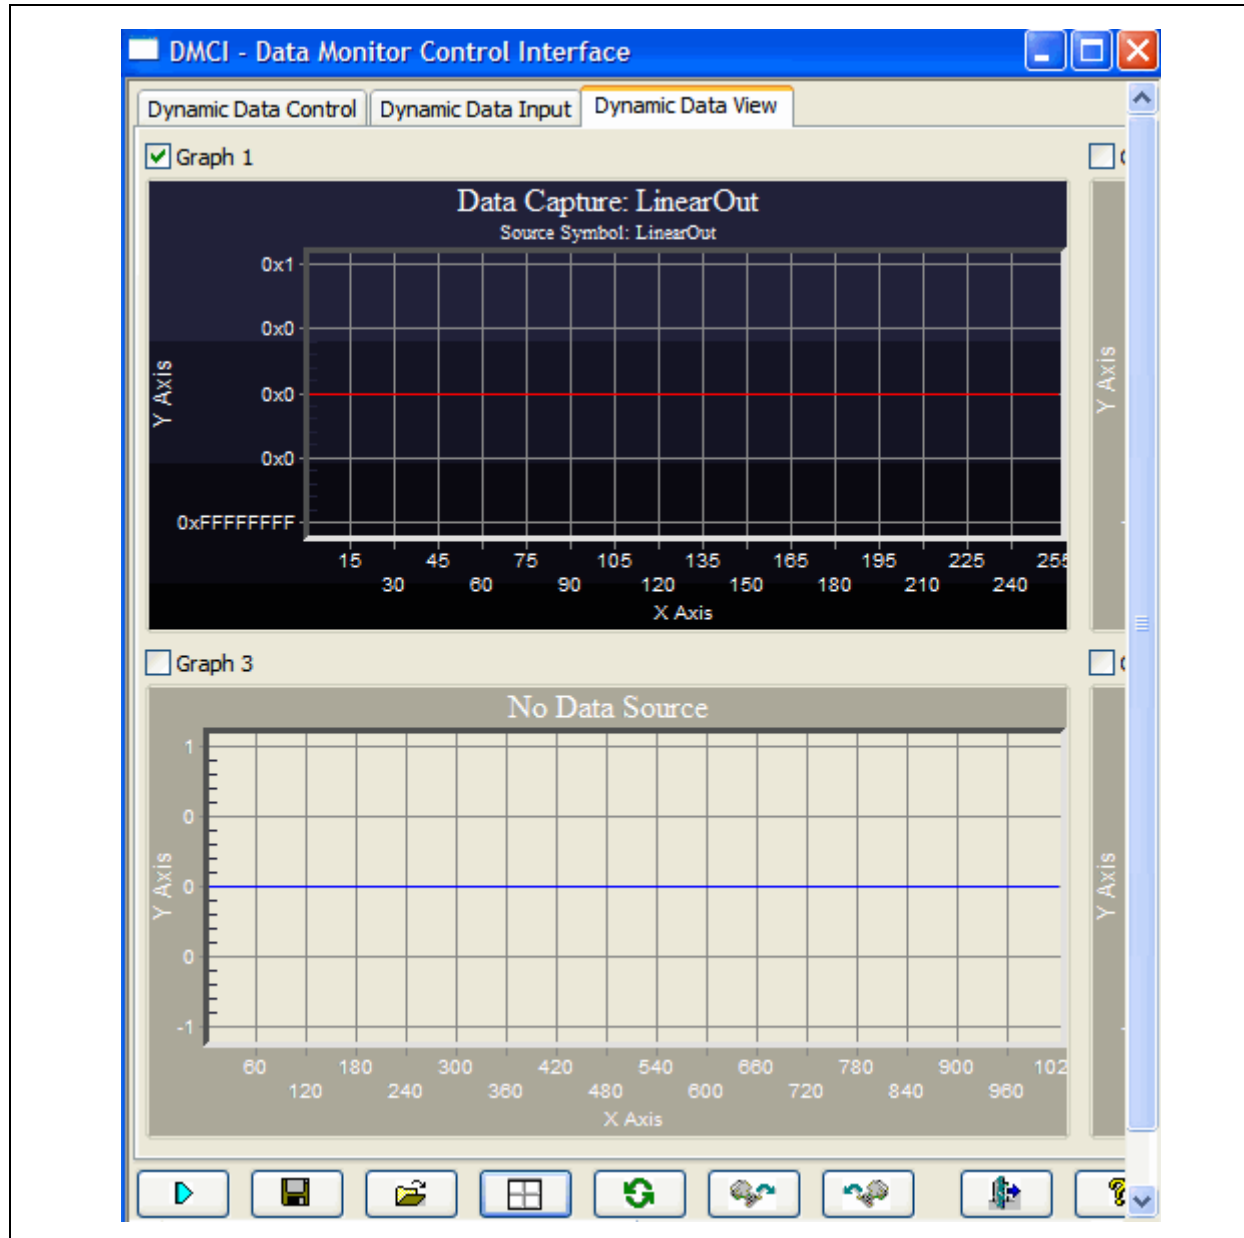 DMCI - Data Monitor Control Interface
Dynamic Data Control
Dynamic Data Input
Dynamic Data View
Graph 1
Data Capture: LinearOut
Source Symbol: LinearOut
Y Axis
0x1
0x0
0x0
0x0
0xFFFFFFFF
15 45 75 105 135 165 195 225 255
30 60 90 120 150 180 210 240
X Axis
Y Axis
Graph 3
No Data Source
Y Axis
1
0
0
0
-1
60 180 300 420 540 660 780 900 102
120 240 360 480 600 720 840 960
X Axis
Y Axis